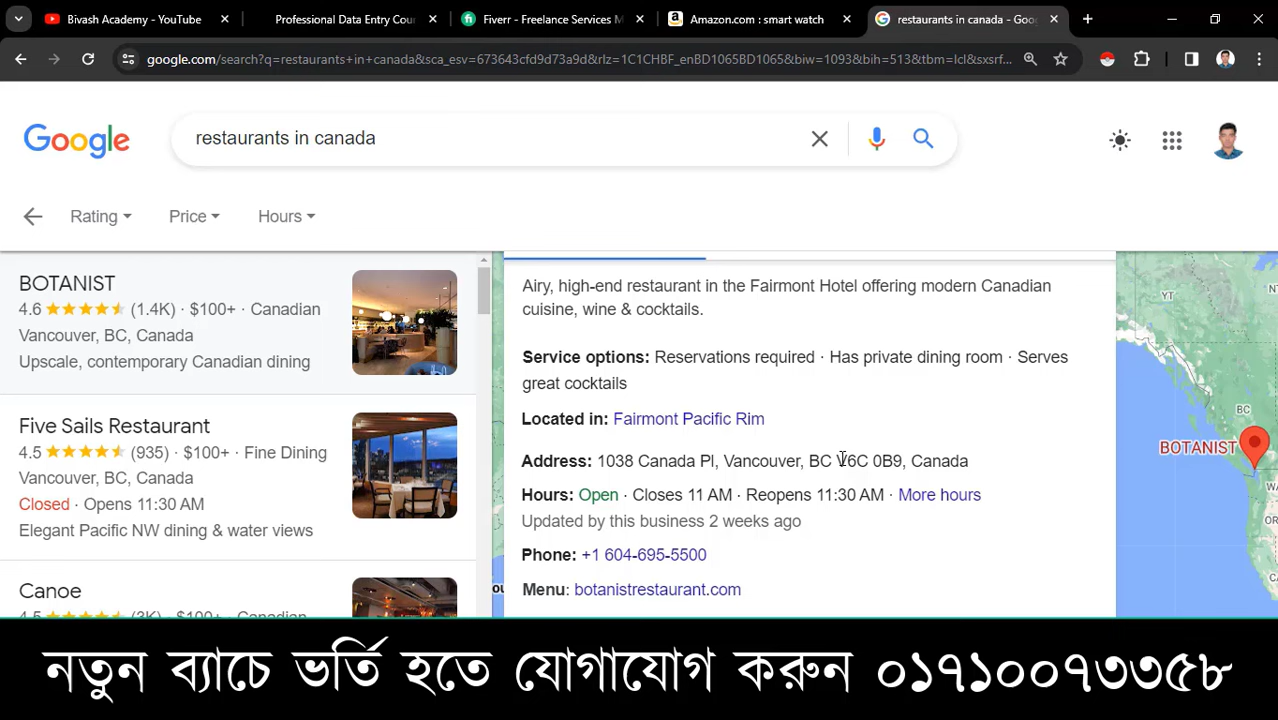 Bivash Academy - YouTube
Professional Data Entry Cou
Fiverr - Freelance Services M
Amazon.com : smart watch
restaurants in canada - Goo
google.com/search?q=restaurants+in+canada&sca_esv=673643cfd9d73a9d&rlz=1C1CHBF_enBD1065BD1065&biw=1093&bih=513&tbm=lcl&sxsrf...
Google
restaurants in canada
Rating
Price
Hours
BOTANIST
4.6 (1.4K) · $100+ · Canadian
Vancouver, BC, Canada
Upscale, contemporary Canadian dining
Five Sails Restaurant
4.5 (935) · $100+ · Fine Dining
Vancouver, BC, Canada
Closed · Opens 11:30 AM
Elegant Pacific NW dining & water views
Canoe
4.5 (3K) · $100+ · Canadian
Airy, high-end restaurant in the Fairmont Hotel offering modern Canadian
cuisine, wine & cocktails.
Service options: Reservations required · Has private dining room · Serves
great cocktails
Located in: Fairmont Pacific Rim
Address: 1038 Canada Pl, Vancouver, BC V6C 0B9, Canada
Hours: Open · Closes 11 AM · Reopens 11:30 AM · More hours
Updated by this business 2 weeks ago
Phone: +1 604-695-5500
Menu: botanistrestaurant.com
YT
BC
BOTANIST
WA
নতুন ব্যাচে ভর্তি হতে যোগাযোগ করুন ০১৭১০০৭৩৩৫৮